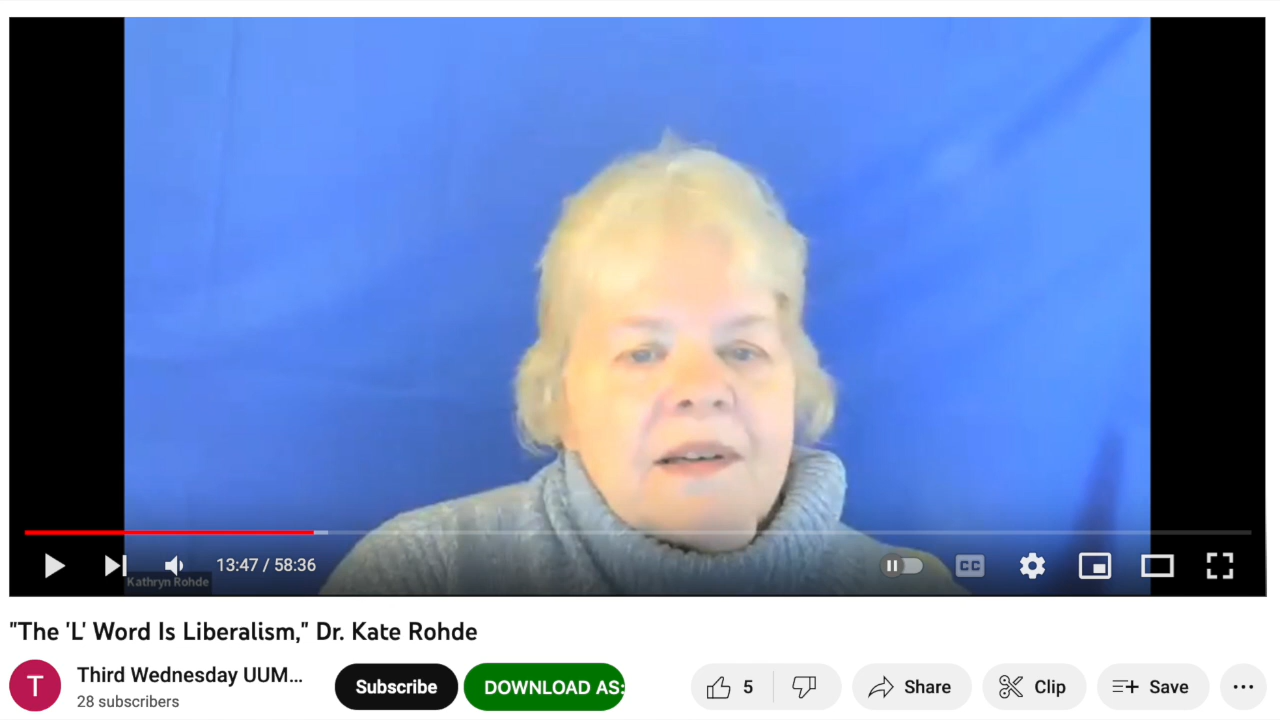 13:47 / 58:36
CC
Kathryn Rohde
"The 'L' Word Is Liberalism," Dr. Kate Rohde
T
Third Wednesday UUM...
28 subscribers
Subscribe
DOWNLOAD AS:
5
Share
Clip
Save